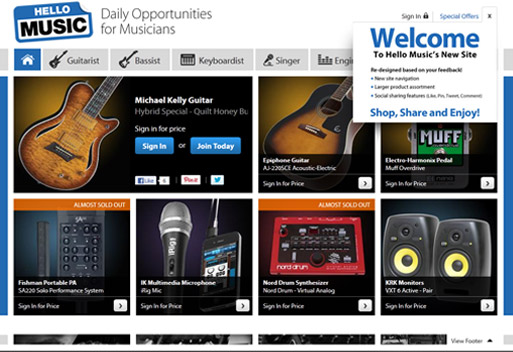 HELLO
MUSIC
Daily Opportunities
for Musicians
Sign In
Special Offers
x
Welcome
To Hello Music's New Site
Re-designed based on your feedback!
• New site navigation
• Larger product assortment
• Social sharing features (Like, Pin, Tweet, Comment)
Shop, Share and Enjoy!
Guitarist
Bassist
Keyboardist
Singer
Michael Kelly Guitar
Hybrid Special - Quilt Honey Bu
Sign in for price
Sign In or Join Today
Like 6
Pin it
Epiphone Guitar
AJ-220SCE Acoustic-Electric
Sign In for Price
MUFF
Electro-Harmonix Pedal
Muff Overdrive
Sign In for Price
ALMOST SOLD OUT
Fishman Portable PA
SA220 Solo Performance System
Sign In for Price
iRig
IK Multimedia Microphone
iRig Mic
Sign In for Price
ALMOST SOLD OUT
nord drum
Nord Drum Synthesizer
Nord Drum - Virtual Analog
Sign In for Price
KRK Monitors
VXT 6 Active - Pair
Sign In for Price
View Footer